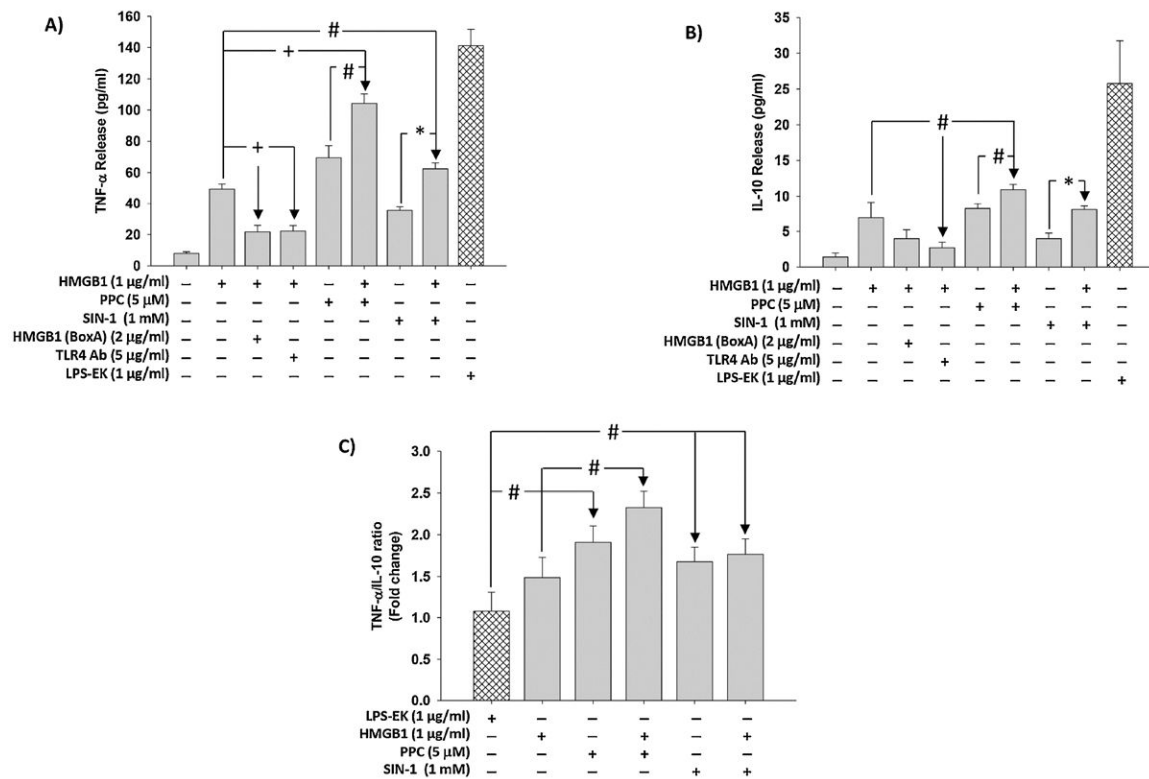 A)
TNF-α Release (pg/ml)
160
140
120
100
80
60
40
20
0
#
+
#
+
*
HMGB1 (1 µg/ml) – + + + – + – + –
PPC (5 µM) – – – – + + – – –
SIN-1 (1 mM) – – – – – – + + –
HMGB1 (BoxA) (2 µg/ml) – – + – – – – – –
TLR4 Ab (5 µg/ml) – – – + – – – – –
LPS-EK (1 µg/ml) – – – – – – – – +
B)
IL-10 Release (pg/ml)
35
30
25
20
15
10
5
0
#
#
*
HMGB1 (1 µg/ml) – + + + – + – + –
PPC (5 µM) – – – – + + – – –
SIN-1 (1 mM) – – – – – – + + –
HMGB1 (BoxA) (2 µg/ml) – – + – – – – – –
TLR4 Ab (5 µg/ml) – – – + – – – – –
LPS-EK (1 µg/ml) – – – – – – – – +
C)
TNF-α/IL-10 ratio
(Fold change)
3.0
2.5
2.0
1.5
1.0
0.5
0.0
#
#
#
LPS-EK (1 µg/ml) + – – – – –
HMGB1 (1 µg/ml) – + – + – +
PPC (5 µM) – – + + – –
SIN-1 (1 mM) – – – – + +